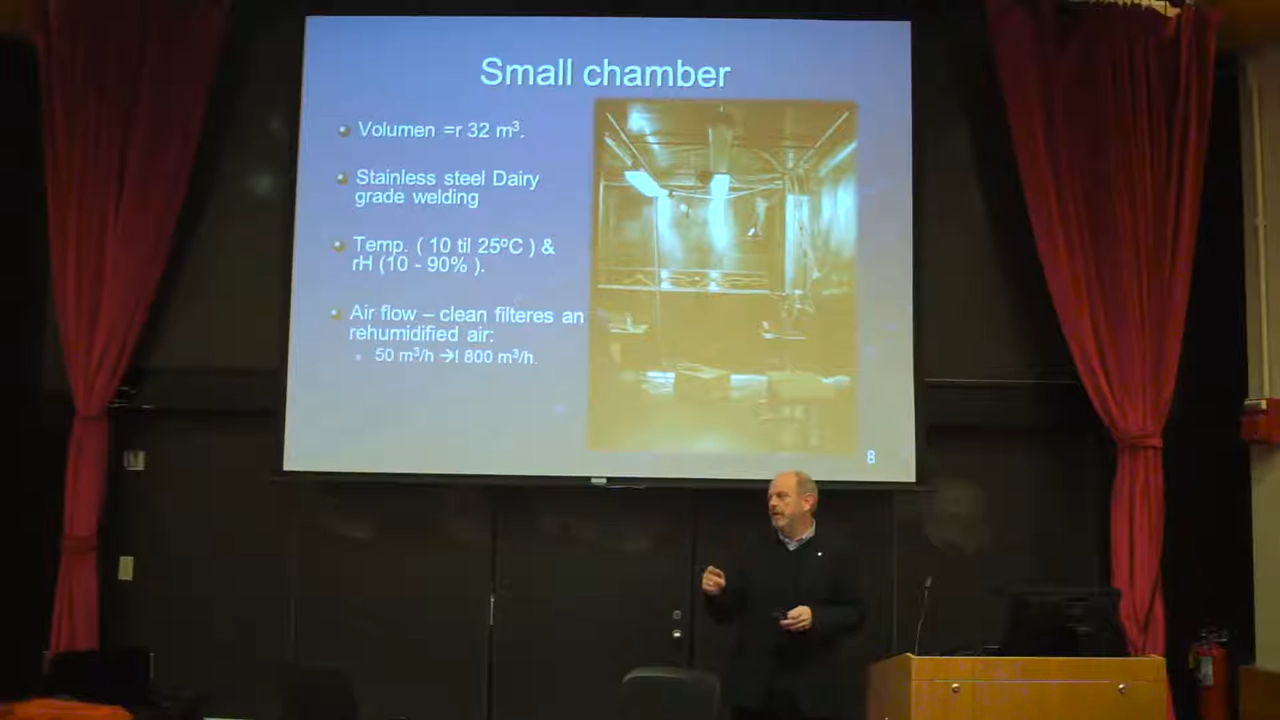 Small chamber
Volumen =r 32 m³.
Stainless steel Dairy
grade welding
Temp. ( 10 til 25ºC ) &
rH (10 - 90% ).
Air flow – clean filteres an
rehumidified air:
50 m³/h →l 800 m³/h.
8